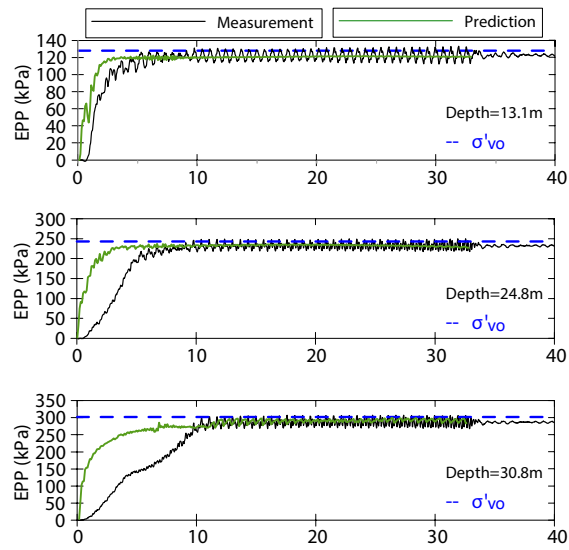 Measurement Prediction
140
120
100
80
60
40
20
0
EPP (kPa)
Depth=13.1m
-- σ'vo
0 10 20 30 40
300
250
200
150
100
50
0
EPP (kPa)
Depth=24.8m
-- σ'vo
0 10 20 30 40
350
300
250
200
150
100
50
0
EPP (kPa)
Depth=30.8m
-- σ'vo
0 10 20 30 40